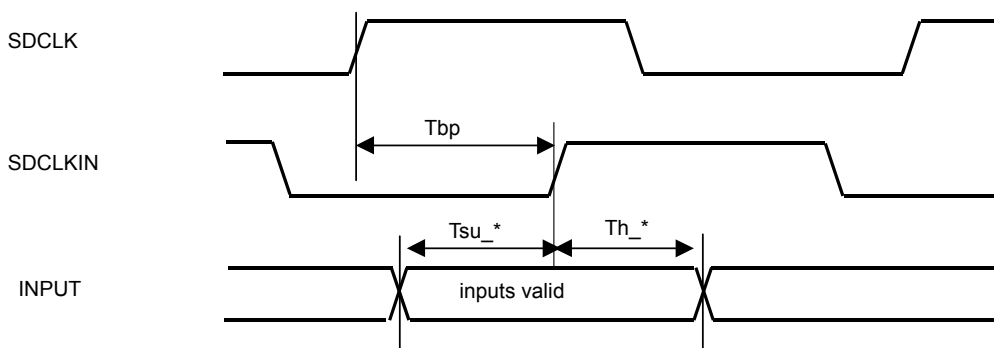 SDCLK
Tbp
SDCLKIN
Tsu_*
Th_*
INPUT
inputs valid